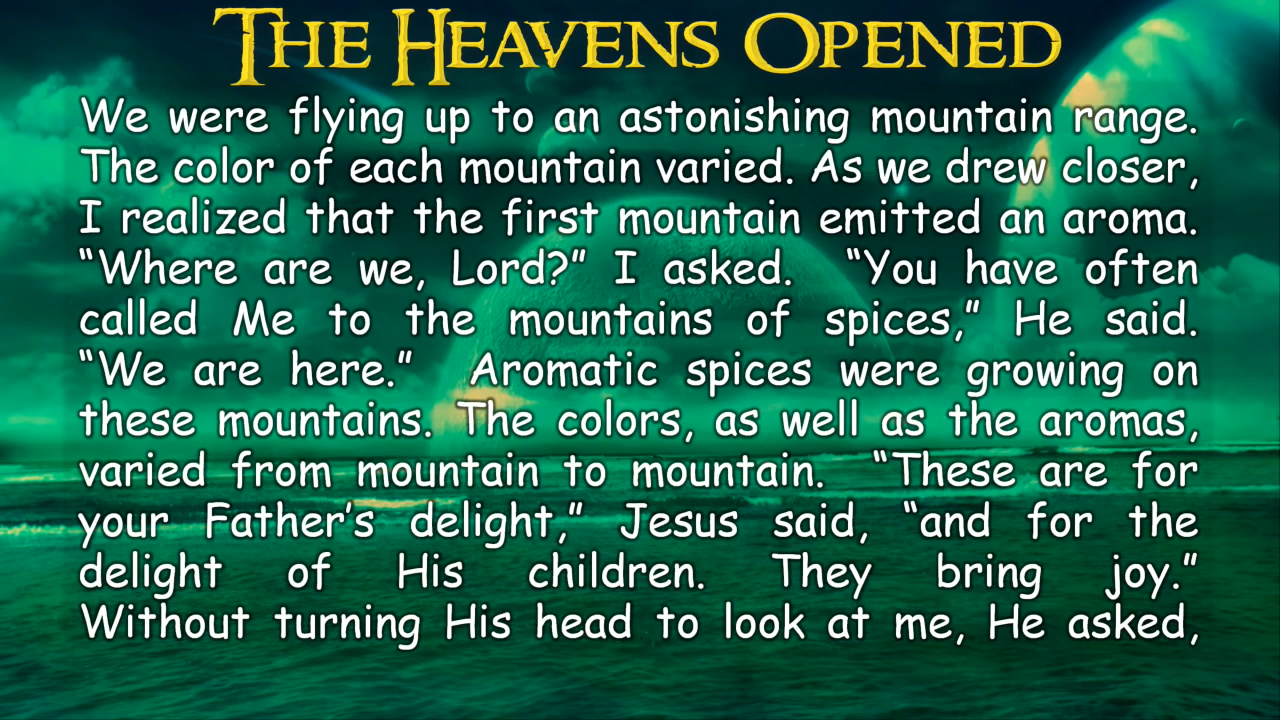 THE HEAVENS OPENED
We were flying up to an astonishing mountain range.
The color of each mountain varied. As we drew closer,
I realized that the first mountain emitted an aroma.
“Where are we, Lord?” I asked. “You have often
called Me to the mountains of spices,” He said.
“We are here.” Aromatic spices were growing on
these mountains. The colors, as well as the aromas,
varied from mountain to mountain. “These are for
your Father’s delight,” Jesus said, “and for the
delight of His children. They bring joy.”
Without turning His head to look at me, He asked,